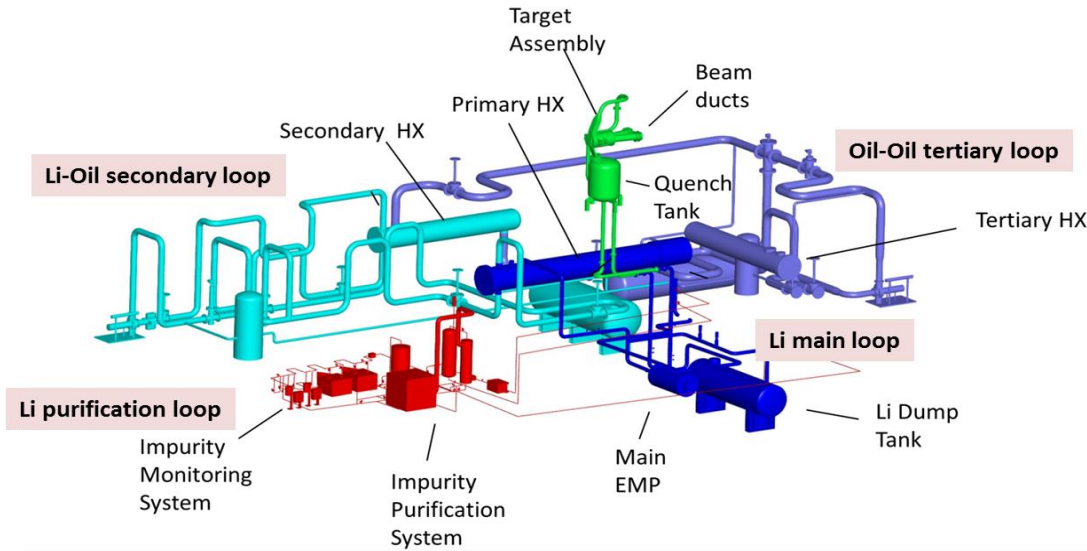 Target
Assembly
Beam
ducts
Primary HX
Secondary HX
Oil-Oil tertiary loop
Li-Oil secondary loop
Quench
Tank
Tertiary HX
Li main loop
Li purification loop
Li Dump
Tank
Impurity
Monitoring
System
Impurity
Purification
System
Main
EMP